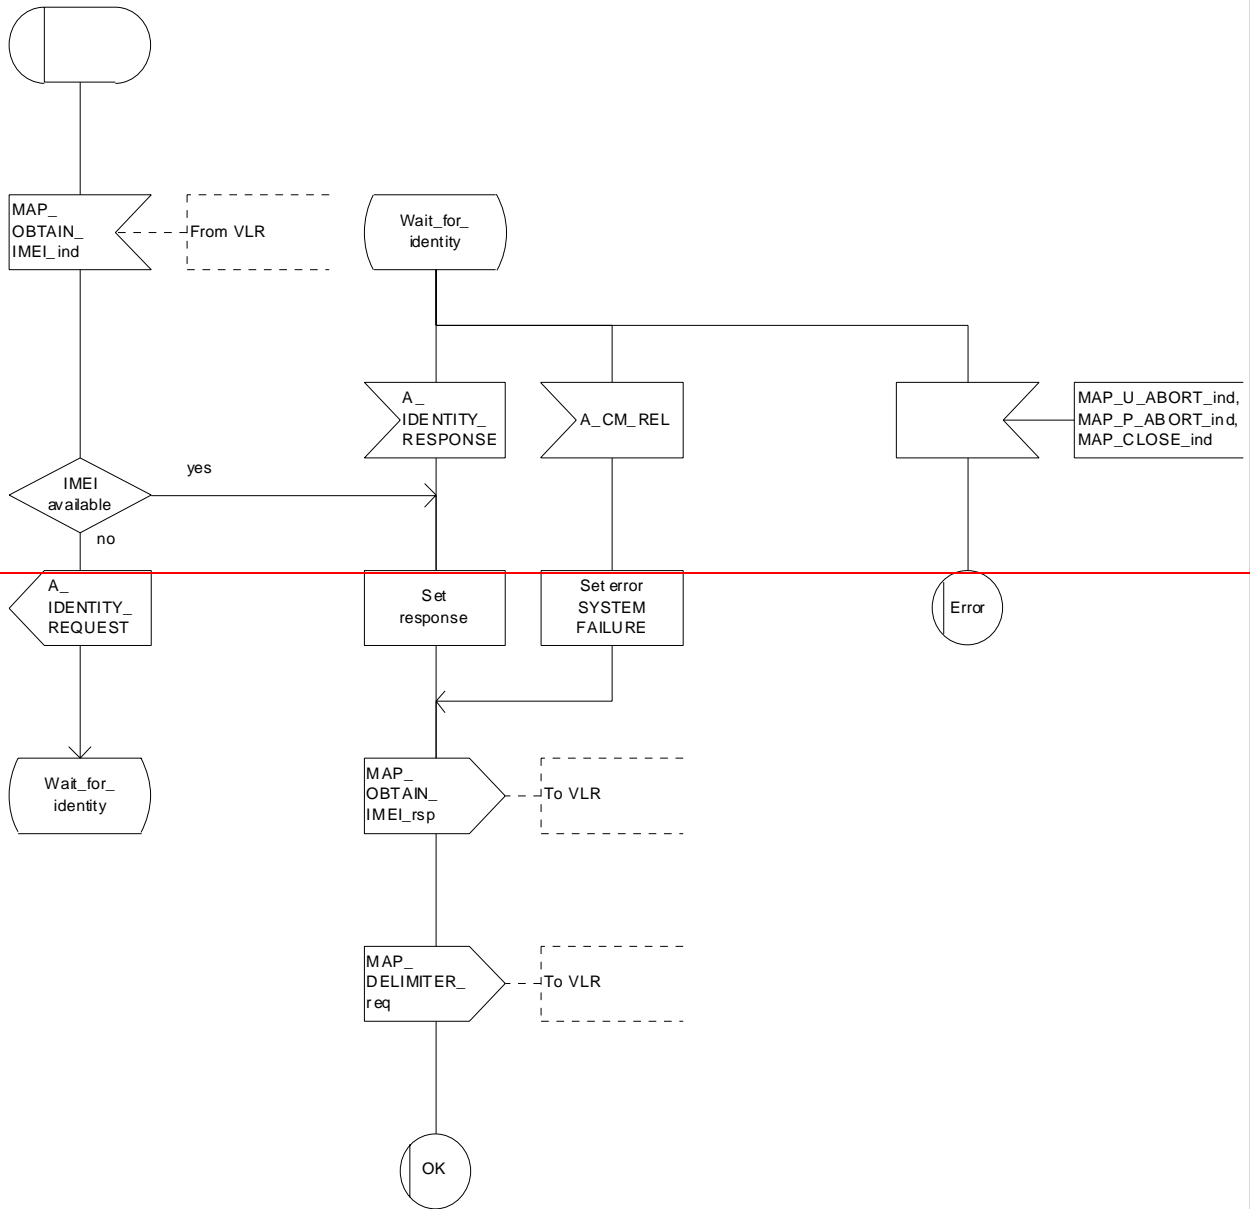 MAP_
OBTAIN_
IMEI_ind
From VLR
Wait_for_
identity
A_
IDENTITY_
RESPONSE
A_CM_REL
MAP_U_ABORT_ind,
MAP_P_ABORT_ind,
MAP_CLOSE_ind
IMEI
available
yes
no
A_
IDENTITY_
REQUEST
Set
response
Set error
SYSTEM
FAILURE
Error
Wait_for_
identity
MAP_
OBTAIN_
IMEI_rsp
To VLR
MAP_
DELIMITER_
req
To VLR
OK